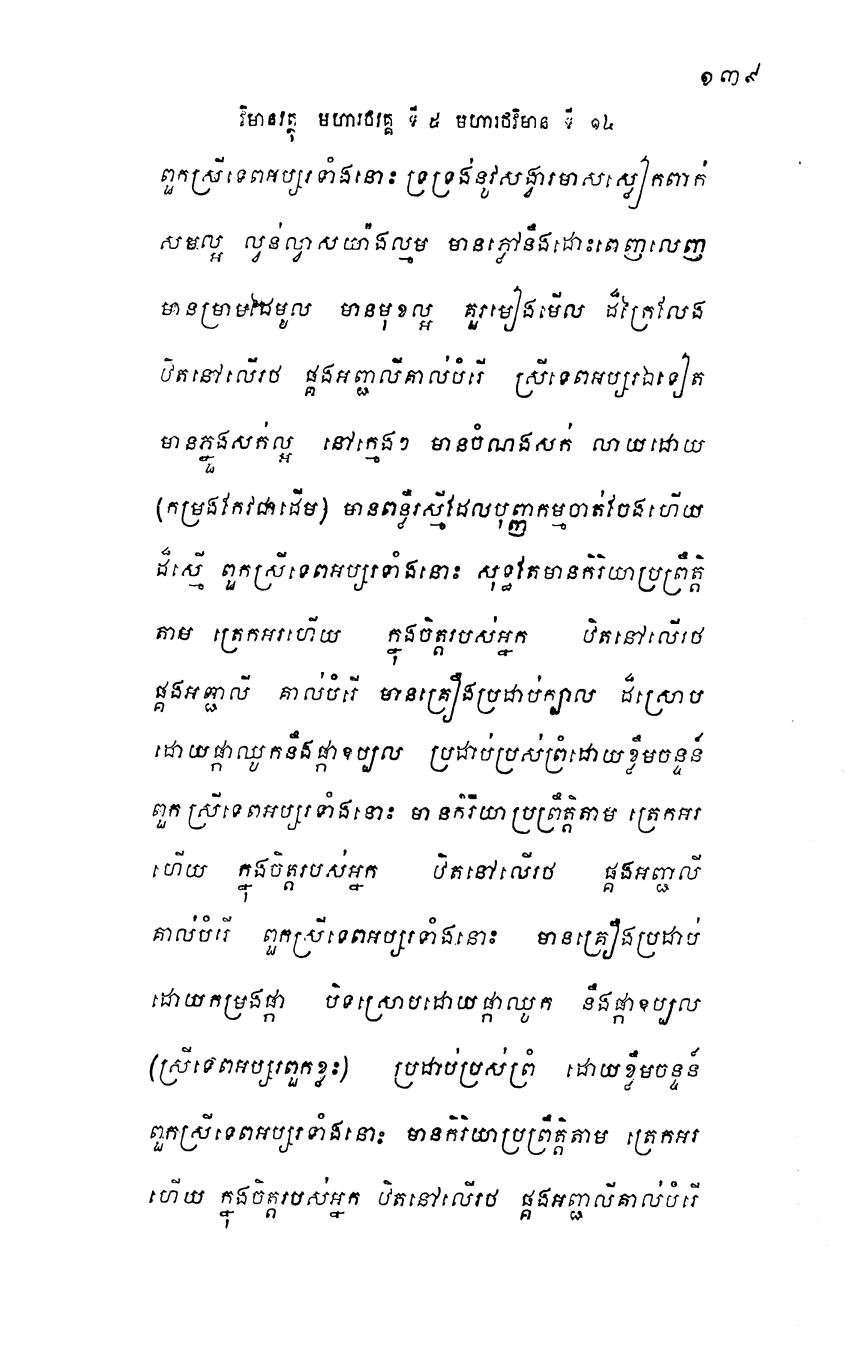 ១៣៩
វិមានវត្ថុ មហារថវគ្គ ទី ៥ មហារថវិមាន ទី ១៤
ពួកស្រីទេពអប្សរទាំងនោះ ទ្រទ្រង់នូវសង្វារមាសស្លៀកពាក់
សមល្អ ល្វន់ល្វាសយ៉ាងល្មម មានភ្លៅនឹងដោះពេញលេញ
មានម្រាមដៃមូល មានមុខល្អ គួរមៀងមើល ដ៏ក្រៃលែង
ឋិតនៅលើរថ ផ្គងអញ្ជលីគាល់បំរើ ស្រីទេពអប្សរឯទៀត
មានភ្នួងសក់ល្អ នៅក្មេងៗ មានចំណងសក់ លាយដោយ
(កម្រងកែវជាដើម) មានពន្លឺរស្មីដែលបុញ្ញកម្មចាត់ចែងហើយ
ដ៏ស្មើ ពួកស្រីទេពអប្សរទាំងនោះ សុទ្ធតែមានកិរិយាប្រព្រឹត្តិ
តាម ត្រេកអរហើយ ក្នុងចិត្តរបស់អ្នក ឋិតនៅលើរថ
ផ្គងអញ្ជលី គាល់បំរើ មានគ្រឿងប្រដាប់ក្បាល ដ៏ស្រោប
ដោយផ្កាឈូកនឹងផ្កាឧប្បល ប្រដាប់ប្រស់ព្រំដោយខ្លឹមចន្ទន៍
ពួកស្រីទេពអប្សរទាំងនោះ មានកិរិយាប្រព្រឹត្តិតាម ត្រេកអរ
ហើយ ក្នុងចិត្តរបស់អ្នក ឋិតនៅលើរថ ផ្គងអញ្ជលី
គាល់បំរើ ពួកស្រីទេពអប្សរទាំងនោះ មានគ្រឿងប្រដាប់
ដោយកម្រងផ្កា បិទស្រោបដោយផ្កាឈូក នឹងផ្កាឧប្បល
(ស្រីទេពអប្សរពួកខ្លះ) ប្រដាប់ប្រស់ព្រំ ដោយខ្លឹមចន្ទន៍
ពួកស្រីទេពអប្សរទាំងនោះ មានកិរិយាប្រព្រឹត្តិតាម ត្រេកអរ
ហើយ ក្នុងចិត្តរបស់អ្នក ឋិតនៅលើរថ ផ្គងអញ្ជលីគាល់បំរើ